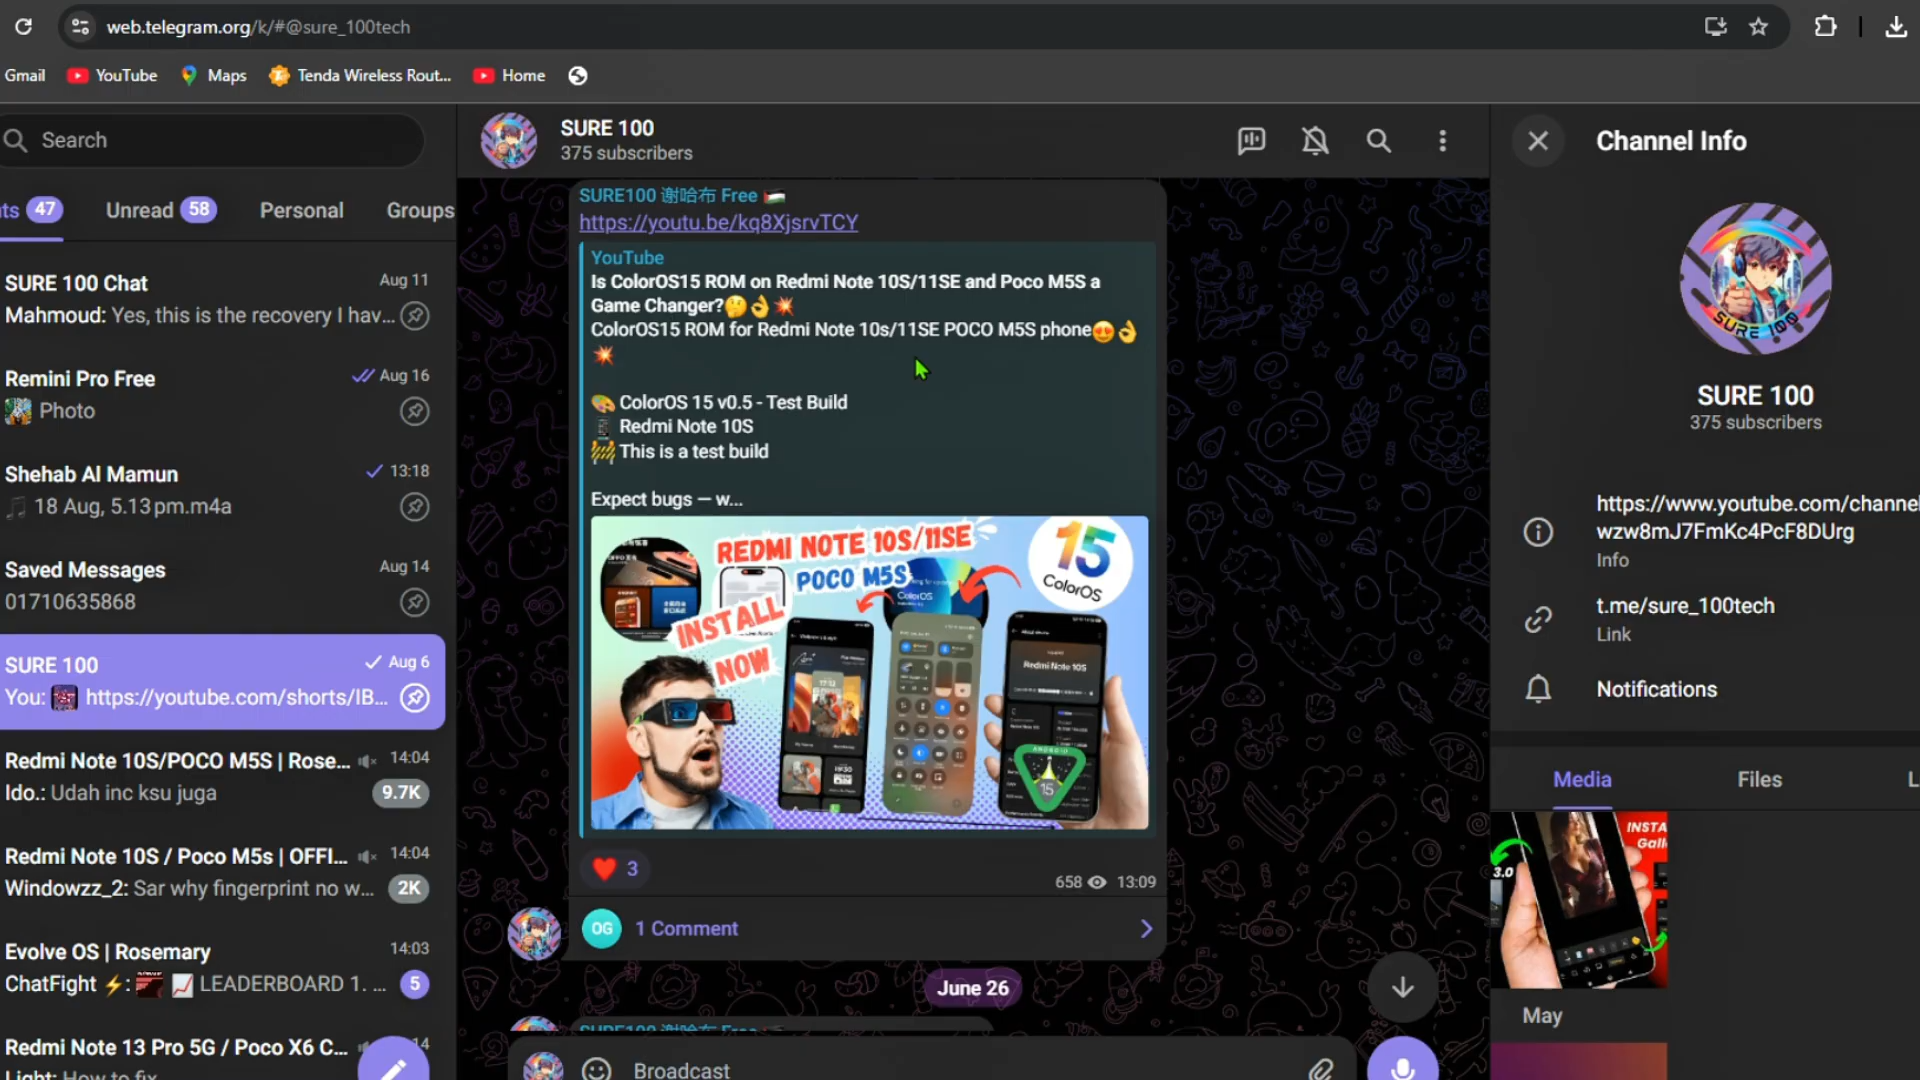 web.telegram.org/k/#@sure_100tech
Gmail
YouTube
Maps
Tenda Wireless Rout...
Home
Search
ts 47
Unread 58
Personal
Groups
SURE 100 Chat
Aug 11
Mahmoud: Yes, this is the recovery I hav...
Remini Pro Free
Aug 16
Photo
Shehab Al Mamun
13:18
18 Aug, 5.13 pm.m4a
Saved Messages
Aug 14
01710635868
SURE 100
Aug 6
You: https://youtube.com/shorts/IB...
Redmi Note 10S/POCO M5S | Rose...
14:04
Ido.: Udah inc ksu juga
9.7K
Redmi Note 10S / Poco M5s | OFFI...
14:04
Windowzz_2: Sar why fingerprint no w...
2K
Evolve OS | Rosemary
14:03
ChatFight ⚡: 📈 LEADERBOARD 1. ...
5
Redmi Note 13 Pro 5G / Poco X6 C...
14
Light: How to fix
SURE 100
375 subscribers
SURE100 谢哈布 Free 🇵🇸
https://youtu.be/kq8XjsrvTCY
YouTube
Is ColorOS15 ROM on Redmi Note 10S/11SE and Poco M5S a
Game Changer?🤔👌💥
ColorOS15 ROM for Redmi Note 10s/11SE POCO M5S phone😍👌
💥
🎨 ColorOS 15 v0.5 - Test Build
📱 Redmi Note 10S
🚧 This is a test build
Expect bugs — w...
REDMI NOTE 10S/11SE
POCO M5S
INSTALL
NOW
15
ColorOS
ColorOS
Redmi Note 10S
15
❤️ 3
658
13:09
OG
1 Comment
June 26
SURE100 谢哈布 Free
Broadcast
Channel Info
SURE 100
SURE 100
375 subscribers
https://www.youtube.com/channel
wzw8mJ7FmKc4PcF8DUrg
Info
t.me/sure_100tech
Link
Notifications
Media
Files
L
INSTA
Gall
3.0
May